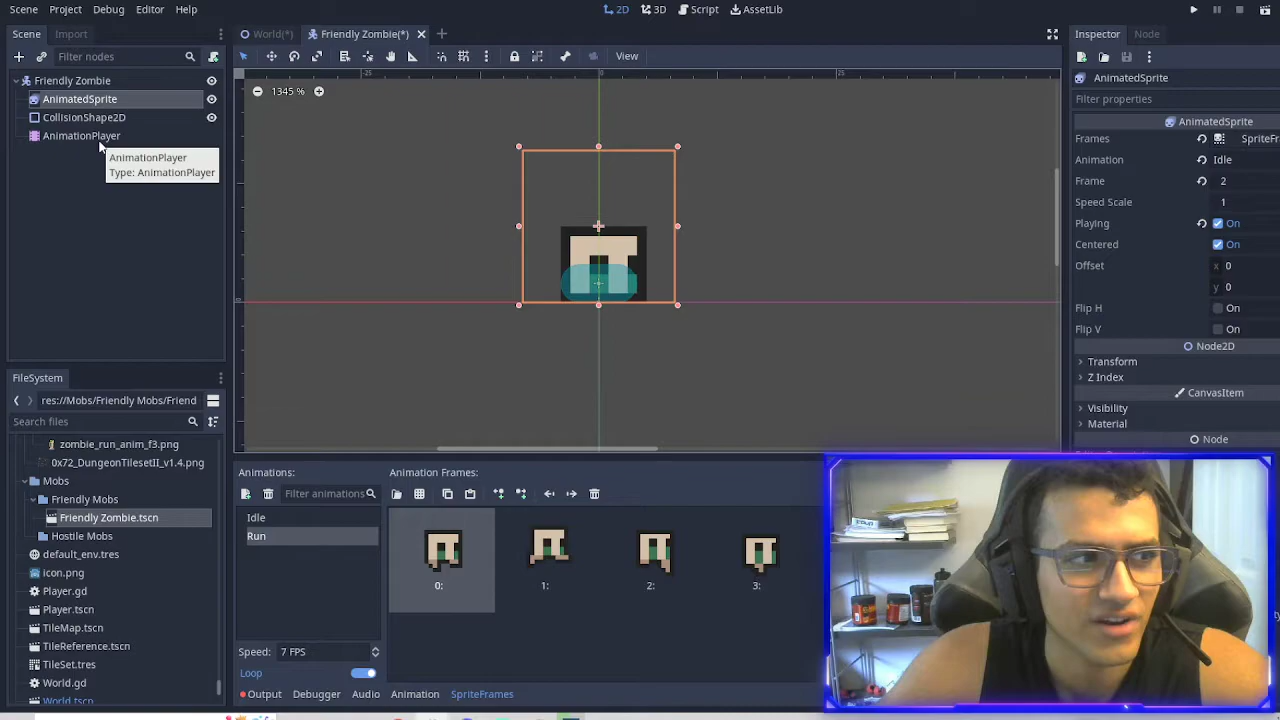 Scene Project Debug Editor Help
2D 3D Script AssetLib
Scene Import
World(*) Friendly Zombie(*)
Inspector Node
Filter nodes
View
Friendly Zombie
AnimatedSprite
CollisionShape2D
AnimationPlayer
AnimationPlayer
Type: AnimationPlayer
-25 0 25
1345 %
0
AnimatedSprite
Filter properties
AnimatedSprite
Frames SpriteFr
Animation Idle
Frame 2
Speed Scale 1
Playing On
Centered On
Offset x 0
y 0
Flip H On
Flip V On
Node2D
Transform
Z Index
CanvasItem
Visibility
Material
Node
FileSystem
res://Mobs/Friendly Mobs/Friend
Search files
zombie_run_anim_f3.png
0x72_DungeonTilesetII_v1.4.png
Mobs
Friendly Mobs
Friendly Zombie.tscn
Hostile Mobs
default_env.tres
icon.png
Player.gd
Player.tscn
TileMap.tscn
TileReference.tscn
TileSet.tres
World.gd
World.tscn
Animations:
Filter animations
Idle
Run
Speed: 7 FPS
Loop
Animation Frames:
0: 1: 2: 3:
Output Debugger Audio Animation SpriteFrames